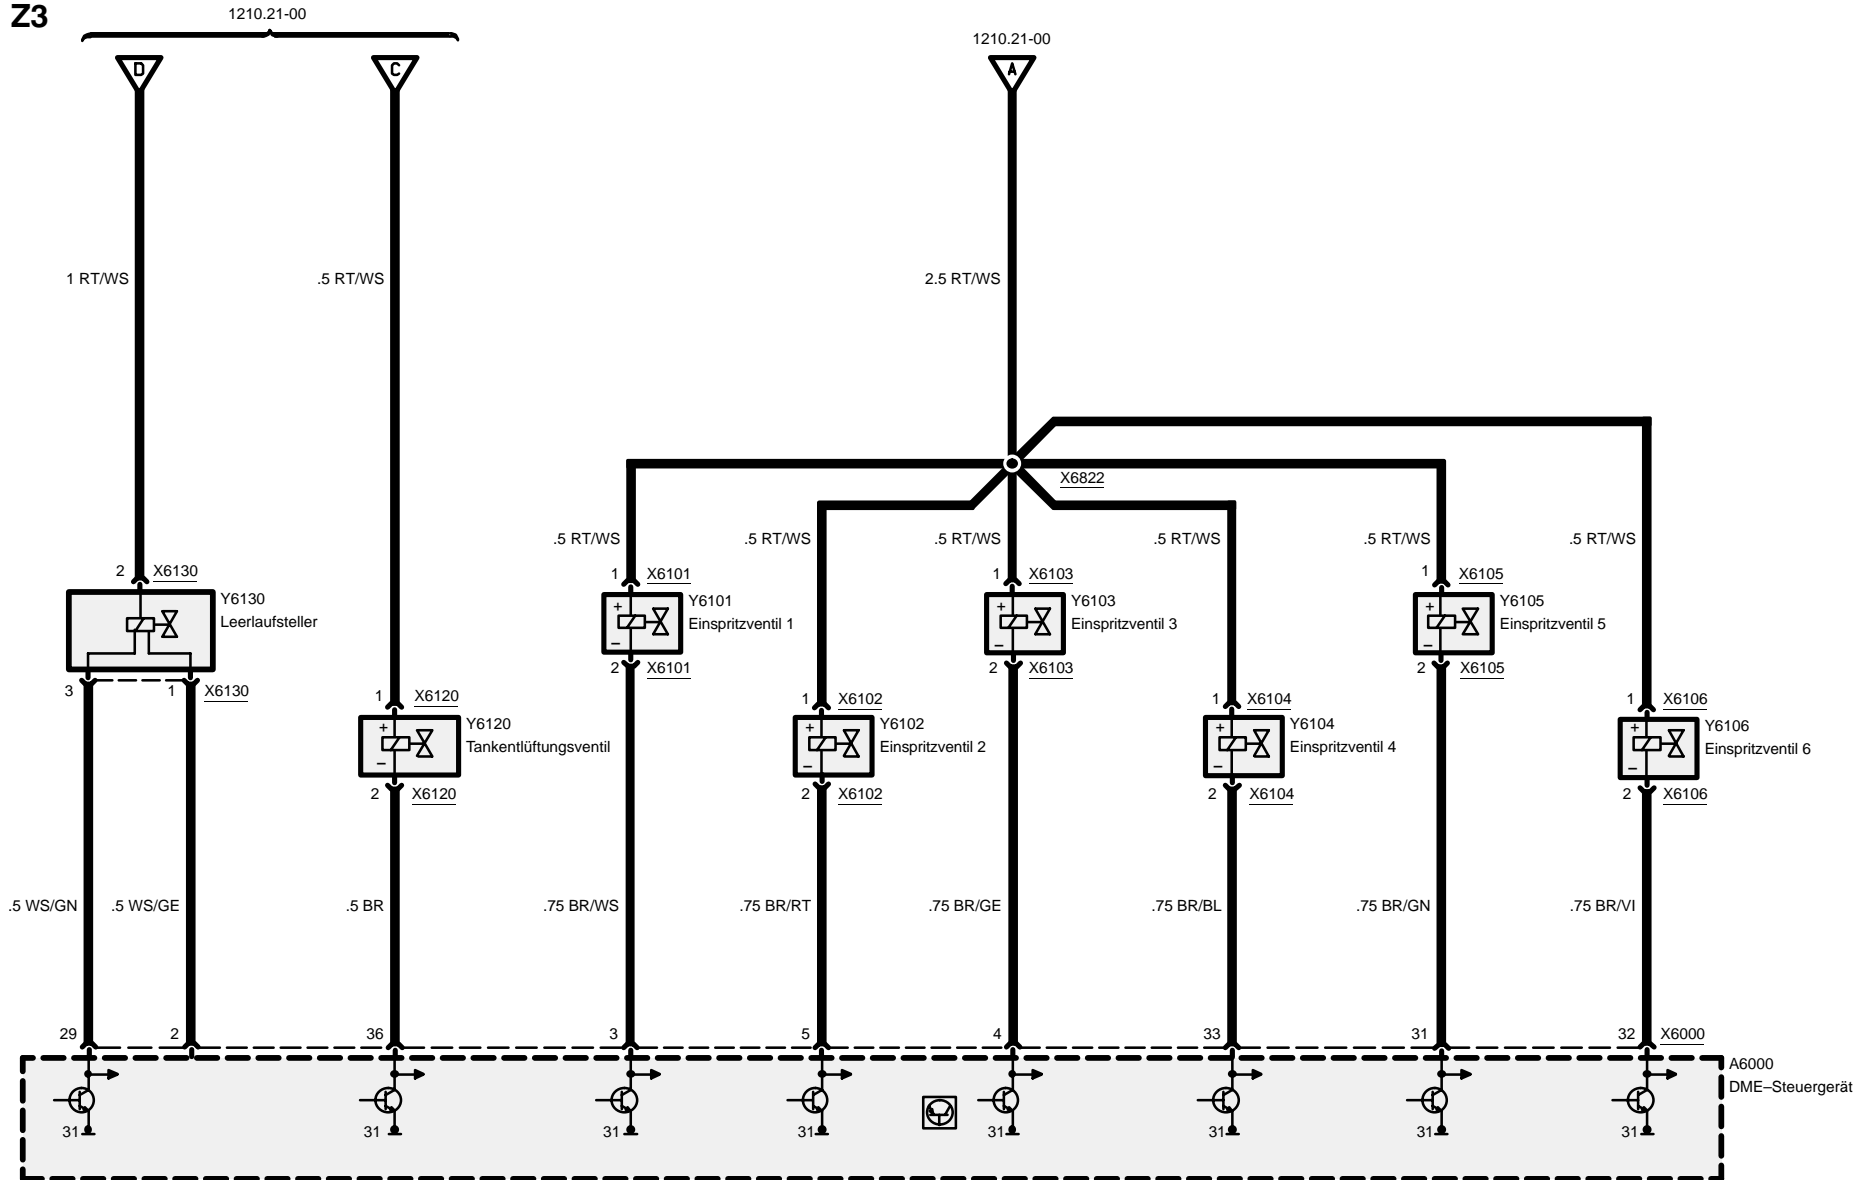 Z3
1210.21-00
1210.21-00
D
C
A
1 RT/WS
.5 RT/WS
2.5 RT/WS
X6822
.5 RT/WS
.5 RT/WS
.5 RT/WS
.5 RT/WS
.5 RT/WS
.5 RT/WS
2 X6130
1 X6101
1 X6103
1 X6105
Y6130
Leerlaufsteller
+
–
Y6101
Einspritzventil 1
+
–
Y6103
Einspritzventil 3
+
–
Y6105
Einspritzventil 5
2 X6101
2 X6103
2 X6105
3
1 X6130
1 X6120
1 X6102
1 X6104
1 X6106
+
–
Y6120
Tankentlüftungsventil
+
–
Y6102
Einspritzventil 2
+
–
Y6104
Einspritzventil 4
+
–
Y6106
Einspritzventil 6
2 X6120
2 X6102
2 X6104
2 X6106
.5 WS/GN
.5 WS/GE
.5 BR
.75 BR/WS
.75 BR/RT
.75 BR/GE
.75 BR/BL
.75 BR/GN
.75 BR/VI
29
2
36
3
5
4
33
31
32 X6000
A6000
DME–Steuergerät
31
31
31
31
31
31
31
31